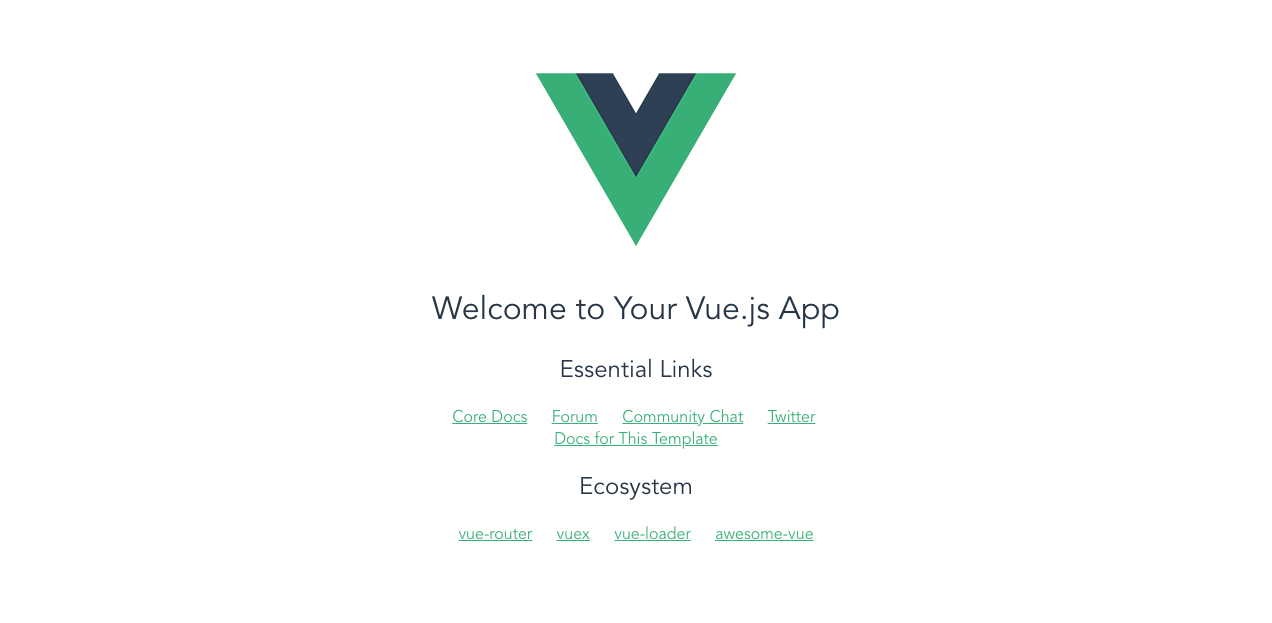 Welcome to Your Vue.js App
Essential Links
Core Docs Forum Community Chat Twitter
Docs for This Template
Ecosystem
vue-router vuex vue-loader awesome-vue